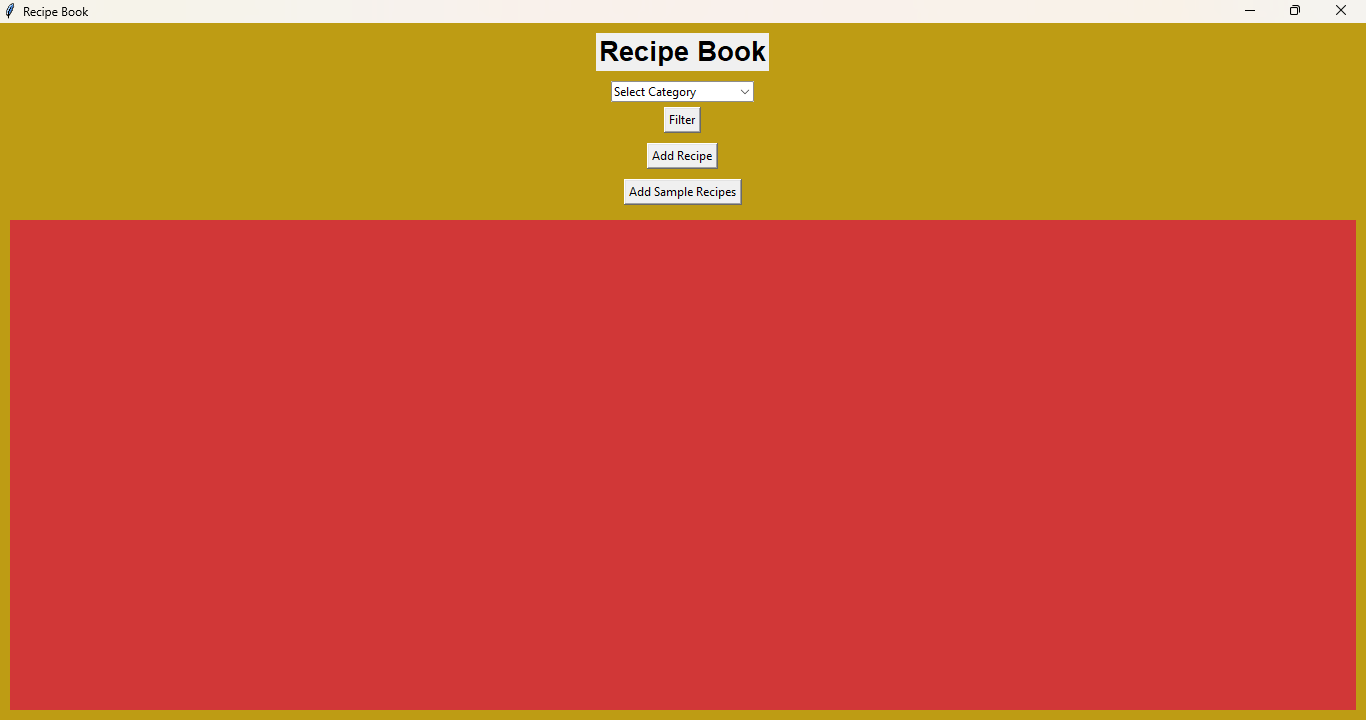 Recipe Book
Recipe Book
Select Category
Filter
Add Recipe
Add Sample Recipes